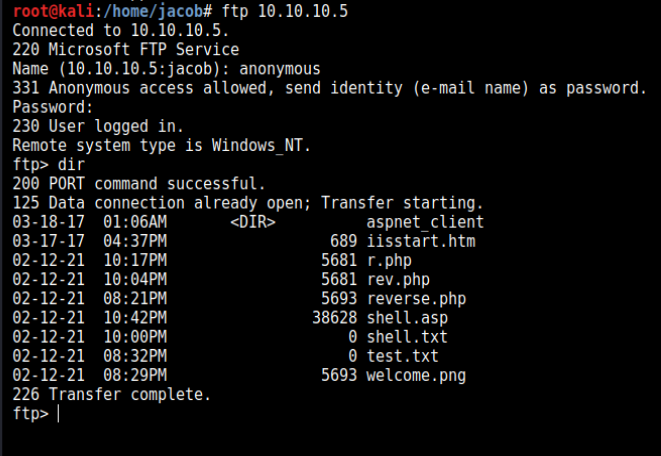 root@kali:/home/jacob# ftp 10.10.10.5
Connected to 10.10.10.5.
220 Microsoft FTP Service
Name (10.10.10.5:jacob): anonymous
331 Anonymous access allowed, send identity (e-mail name) as password.
Password:
230 User logged in.
Remote system type is Windows_NT.
ftp> dir
200 PORT command successful.
125 Data connection already open; Transfer starting.
03-18-17  01:06AM       <DIR>          aspnet_client
03-17-17  04:37PM                  689 iisstart.htm
02-12-21  10:17PM                 5681 r.php
02-12-21  10:04PM                 5681 rev.php
02-12-21  08:21PM                 5693 reverse.php
02-12-21  10:42PM                38628 shell.asp
02-12-21  10:00PM                    0 shell.txt
02-12-21  08:32PM                    0 test.txt
02-12-21  08:29PM                 5693 welcome.png
226 Transfer complete.
ftp>